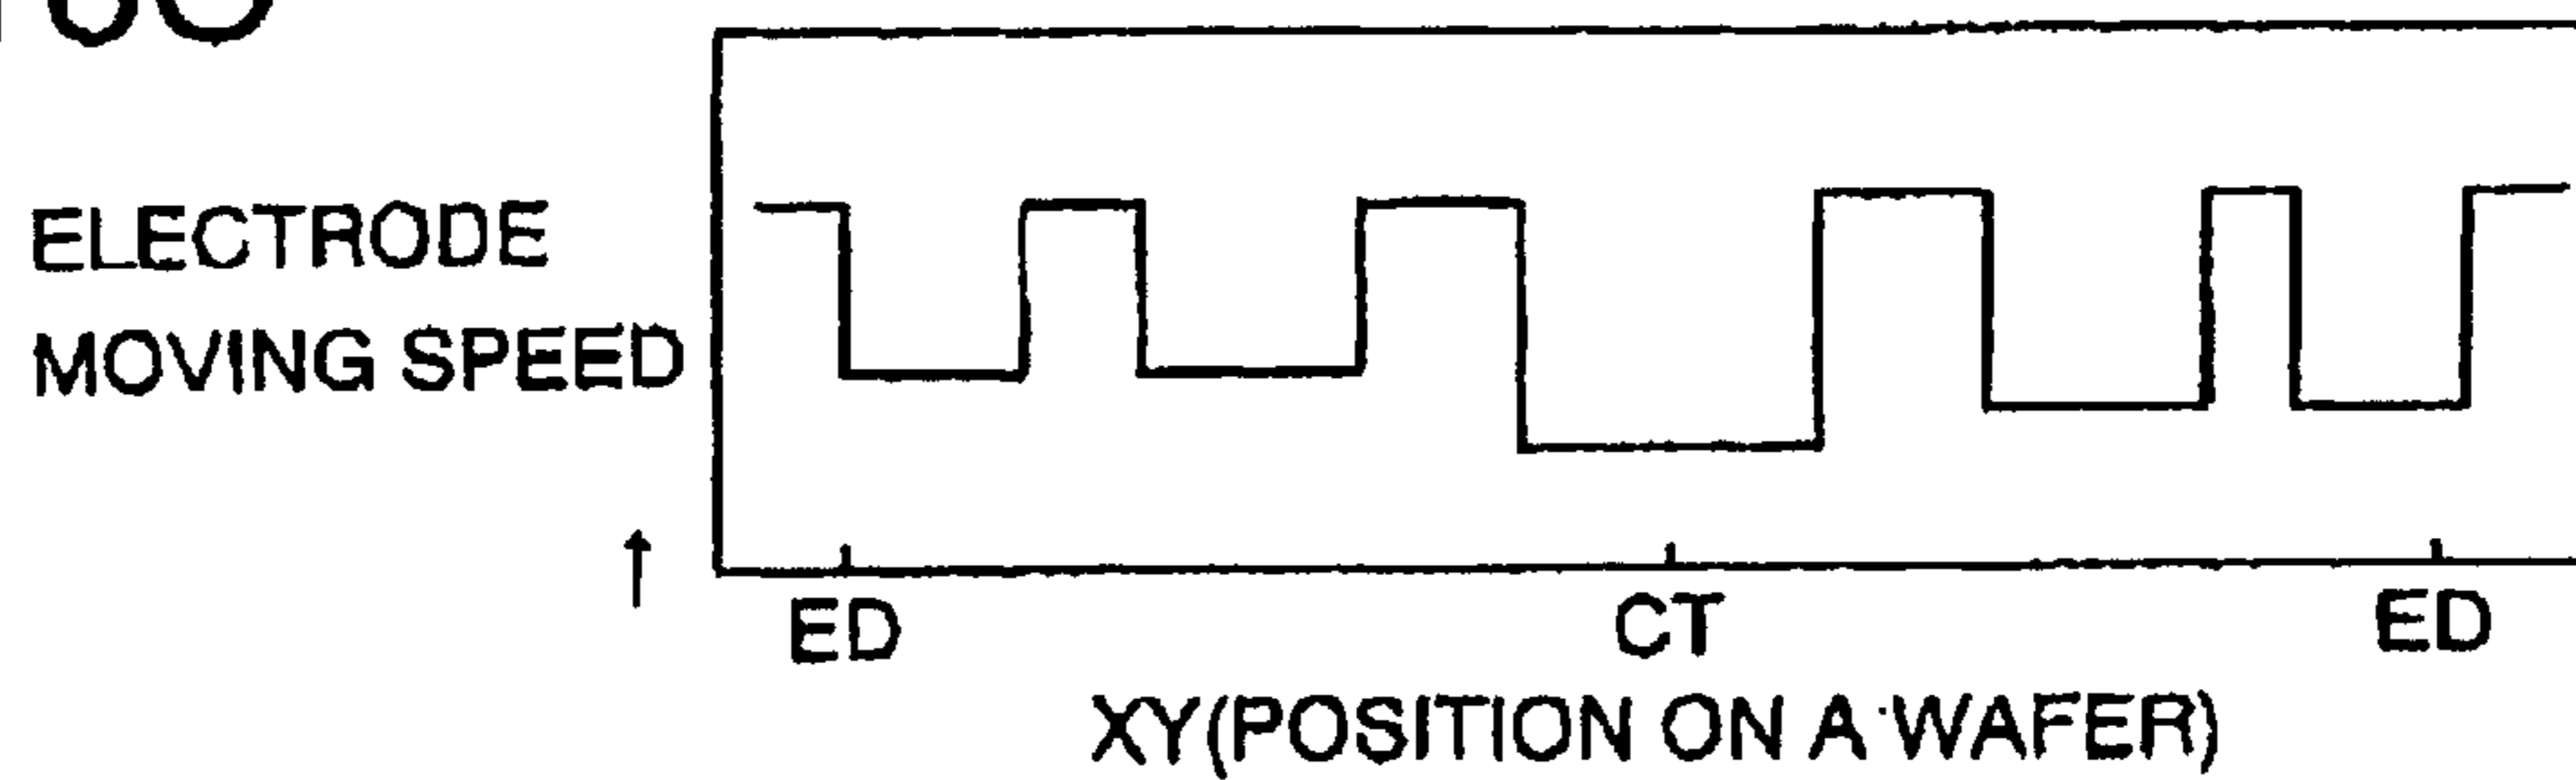 ELECTRODE
MOVING SPEED
↑
ED CT ED
XY(POSITION ON A WAFER)